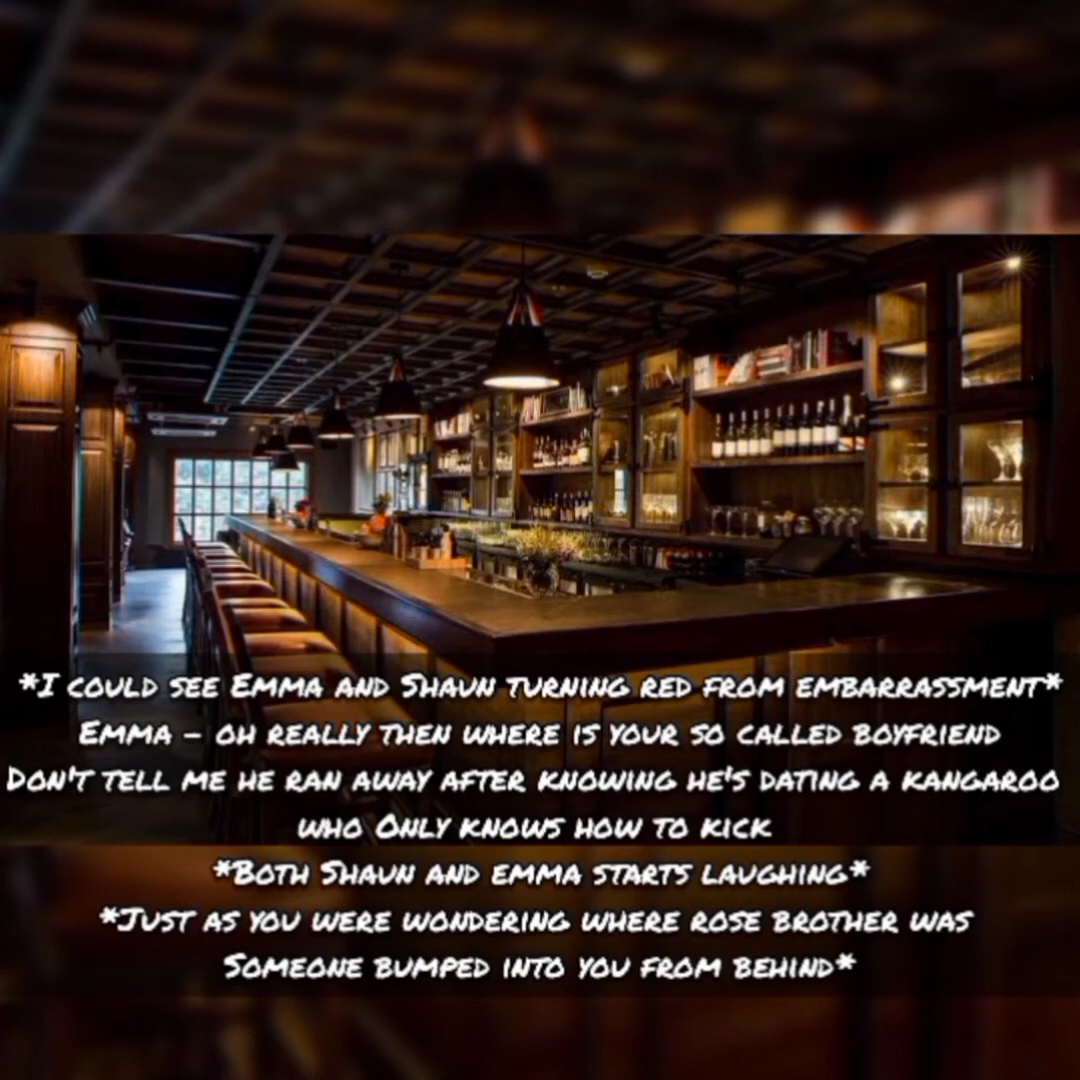 *I could see Emma and Shaun turning red from embarrassment*
Emma - oh really then where is your so called boyfriend
Don't tell me he ran away after knowing he's dating a kangaroo
who Only knows how to kick
*Both Shaun and emma starts laughing*
*Just as you were wondering where rose brother was
Someone bumped into you from behind*